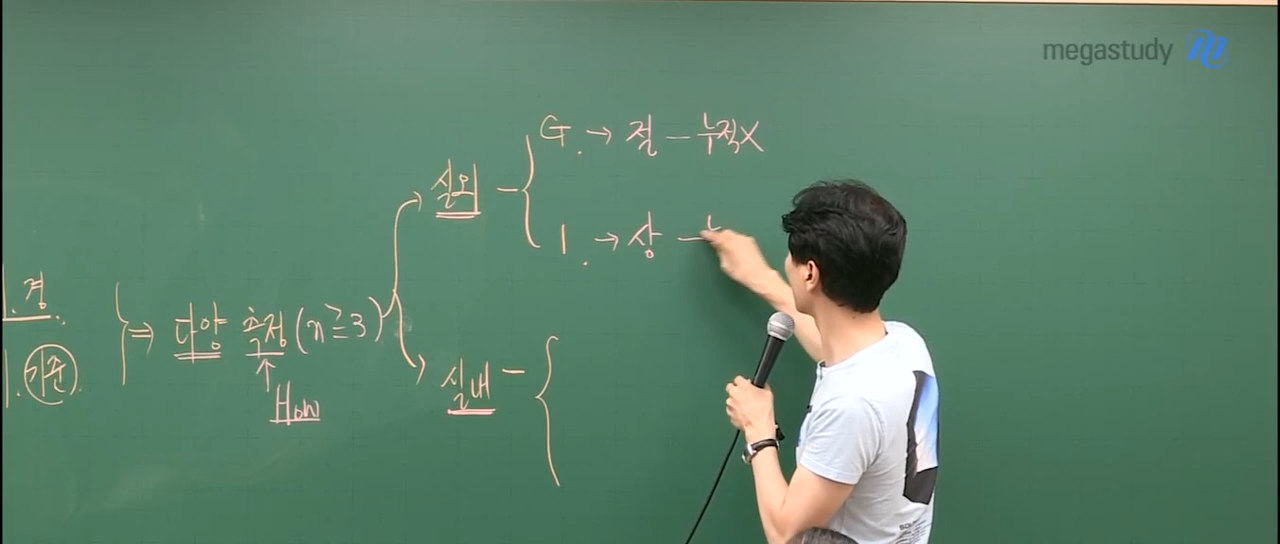 megastudy
G. → 절 - 누적X
실외 - {
I. → 상 -
경.
기준.
} ⇒ 다양 측정 (n ≥ 3)
↑
How
실내 - {